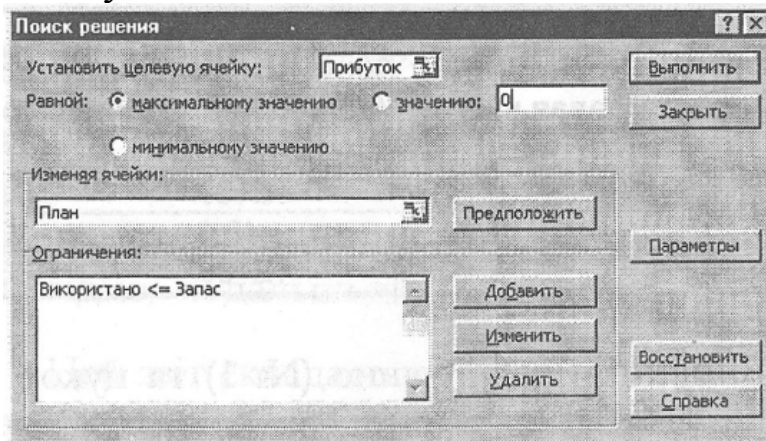 Поиск решения
Установить целевую ячейку: Прибуток Выполнить
Равной: максимальному значению значению: 0 Закрыть
минимальному значению
Изменяя ячейки:
План Предположить
Ограничения: Параметры
Використано <= Запас Добавить
Изменить
Восстановить
Удалить
Справка